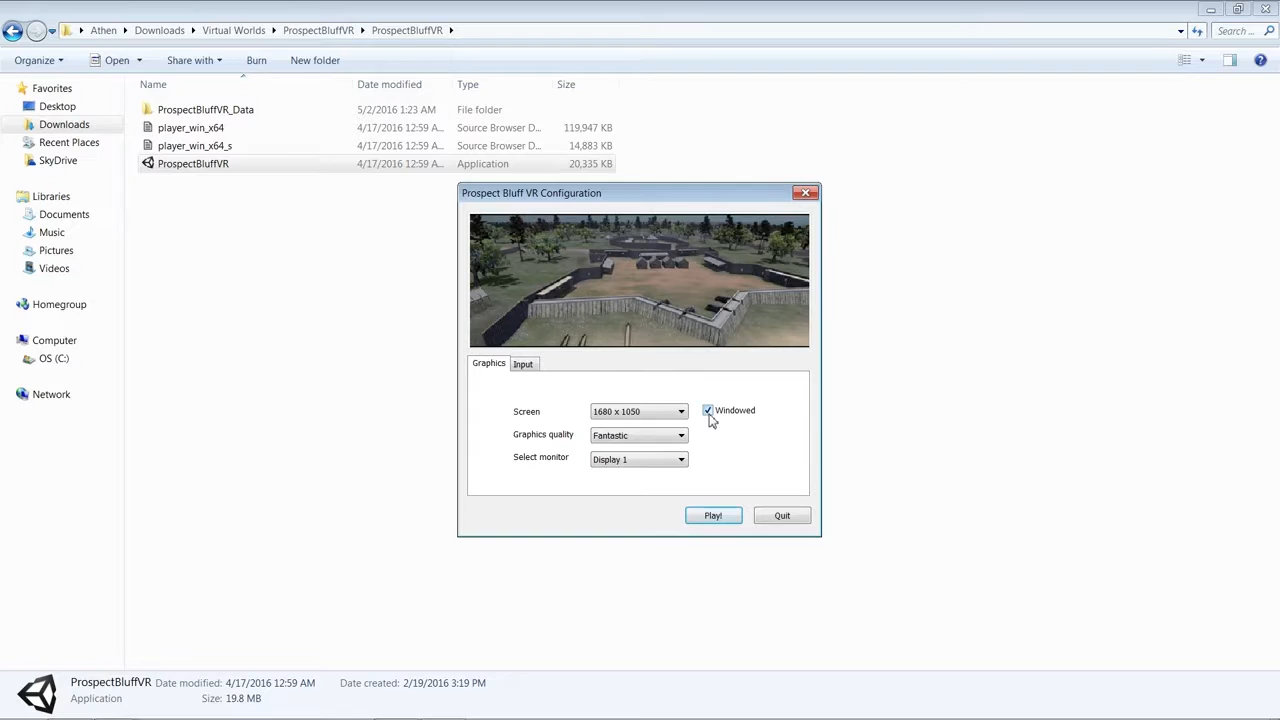 Athen Downloads Virtual Worlds ProspectBluffVR ProspectBluffVR Search ...
Organize Open Share with Burn New folder
Name Date modified Type Size
Favorites
Desktop
Downloads
Recent Places
SkyDrive
Libraries
Documents
Music
Pictures
Videos
Homegroup
Computer
OS (C:)
Network
ProspectBluffVR_Data 5/2/2016 1:23 AM File folder
player_win_x64 4/17/2016 12:59 A... Source Browser D... 119,947 KB
player_win_x64_s 4/17/2016 12:59 A... Source Browser D... 14,883 KB
ProspectBluffVR 4/17/2016 12:59 A... Application 20,335 KB
Prospect Bluff VR Configuration
Graphics Input
Screen 1680 x 1050 Windowed
Graphics quality Fantastic
Select monitor Display 1
Play! Quit
ProspectBluffVR Date modified: 4/17/2016 12:59 AM Date created: 2/19/2016 3:19 PM
Application Size: 19.8 MB